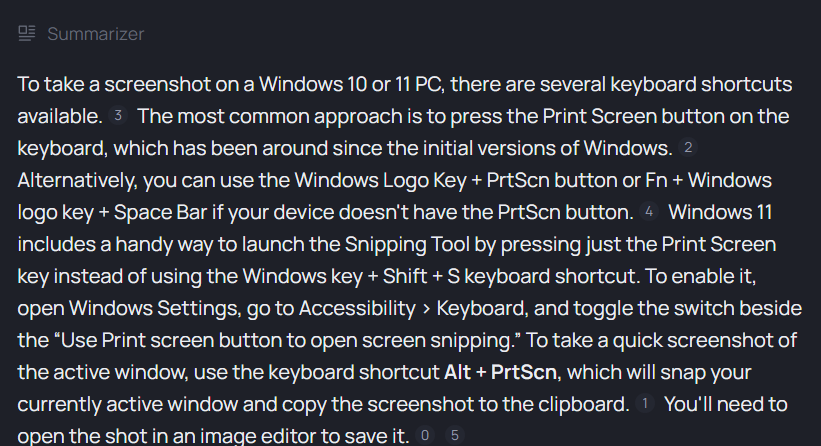 Summarizer
To take a screenshot on a Windows 10 or 11 PC, there are several keyboard shortcuts
available. 3 The most common approach is to press the Print Screen button on the
keyboard, which has been around since the initial versions of Windows. 2
Alternatively, you can use the Windows Logo Key + PrtScn button or Fn + Windows
logo key + Space Bar if your device doesn't have the PrtScn button. 4 Windows 11
includes a handy way to launch the Snipping Tool by pressing just the Print Screen
key instead of using the Windows key + Shift + S keyboard shortcut. To enable it,
open Windows Settings, go to Accessibility > Keyboard, and toggle the switch beside
the “Use Print screen button to open screen snipping.” To take a quick screenshot of
the active window, use the keyboard shortcut Alt + PrtScn, which will snap your
currently active window and copy the screenshot to the clipboard. 1 You'll need to
open the shot in an image editor to save it. 0 5